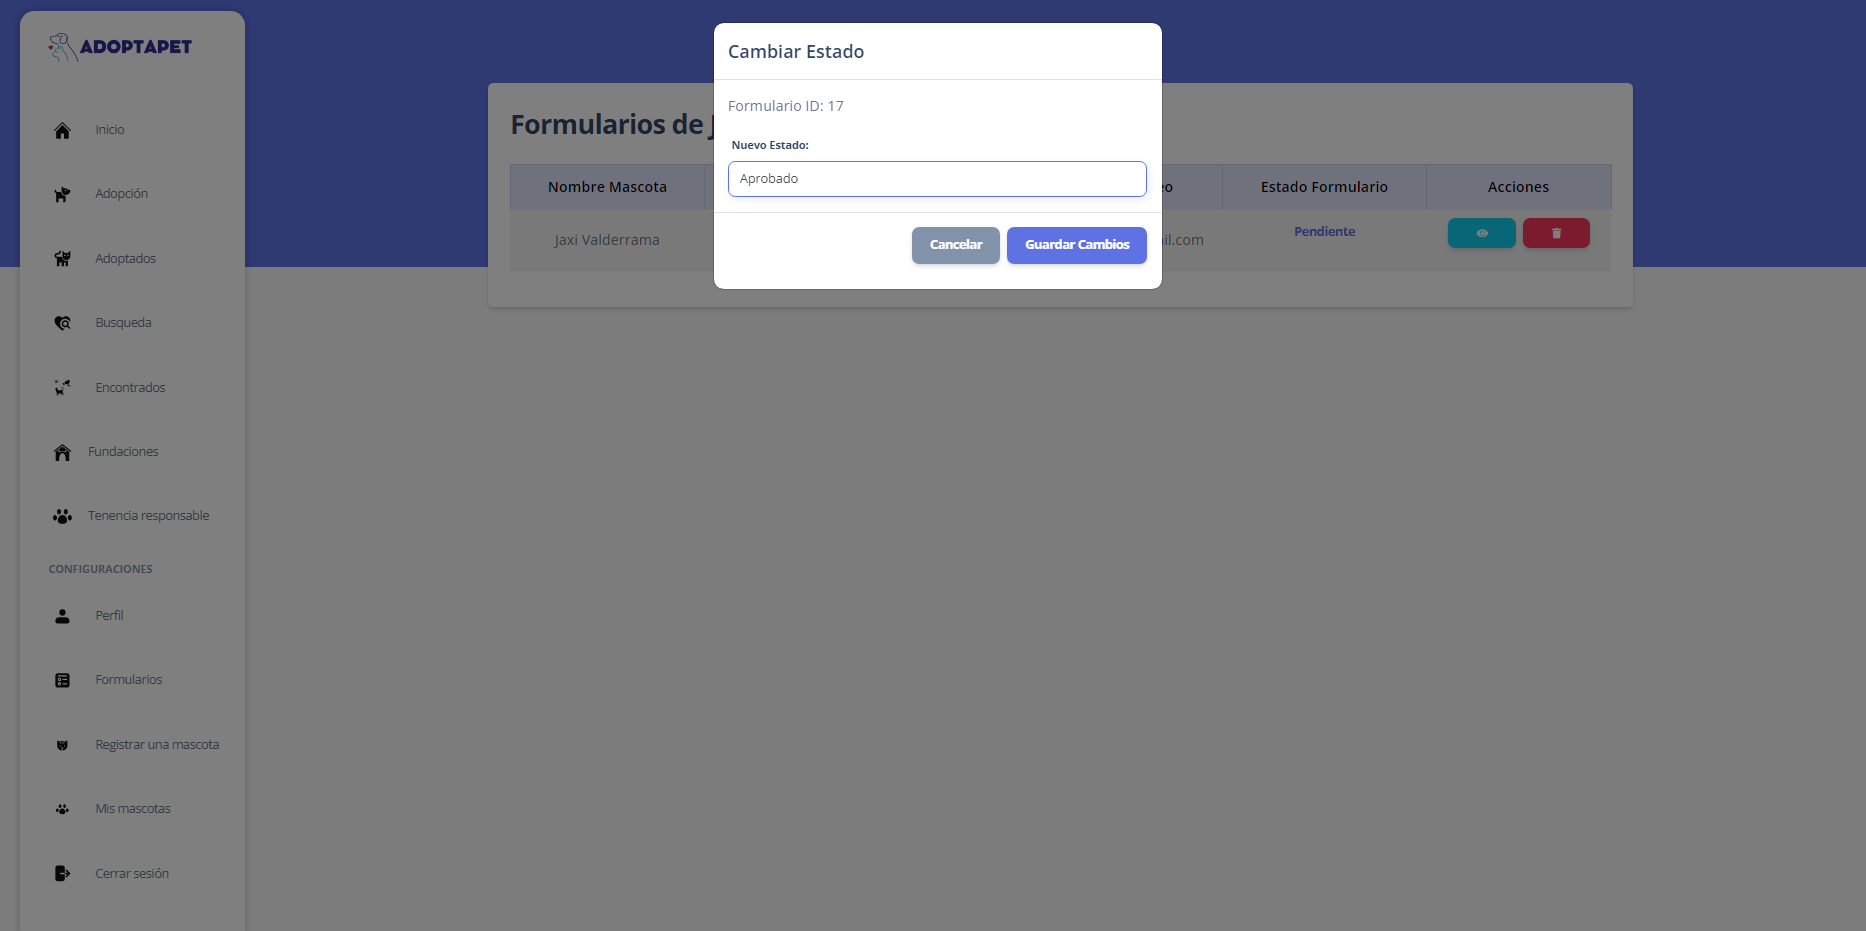 ADOPTAPET
Inicio
Adopción
Adoptados
Busqueda
Encontrados
Fundaciones
Tenencia responsable
CONFIGURACIONES
Perfil
Formularios
Registrar una mascota
Mis mascotas
Cerrar sesión
Cambiar Estado
Formulario ID: 17
Nuevo Estado:
Aprobado
Cancelar
Guardar Cambios
Formularios de
Nombre Mascota
Estado Formulario
Acciones
Jaxi Valderrama
il.com
Pendiente